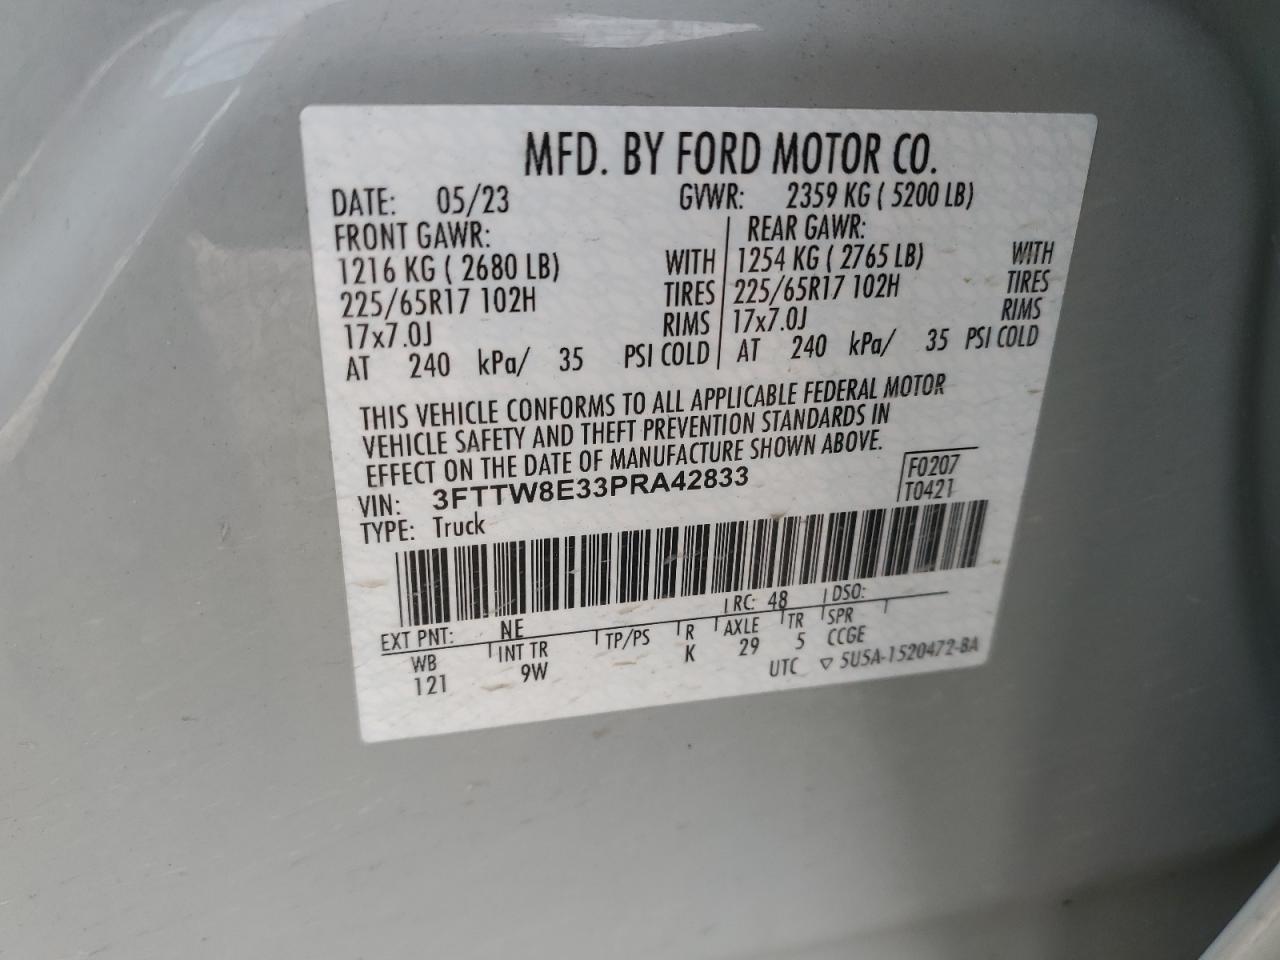 MFD. BY FORD MOTOR CO.
DATE: 05/23 GVWR: 2359 KG ( 5200 LB)
FRONT GAWR: REAR GAWR:
1216 KG ( 2680 LB) WITH 1254 KG ( 2765 LB) WITH
225/65R17 102H TIRES 225/65R17 102H TIRES
17x7.0J RIMS 17x7.0J RIMS
AT 240 kPa/ 35 PSI COLD AT 240 kPa/ 35 PSI COLD
THIS VEHICLE CONFORMS TO ALL APPLICABLE FEDERAL MOTOR
VEHICLE SAFETY AND THEFT PREVENTION STANDARDS IN
EFFECT ON THE DATE OF MANUFACTURE SHOWN ABOVE.
VIN: 3FTTW8E33PRA42833 F0207
TYPE: Truck T0421
EXT PNT: NE RC: 48 DSO:
WB INT TR TP/PS R AXLE TR SPR
121 9W K 29 5 CCGE
UTC ▽ 5U5A-1520472-BA